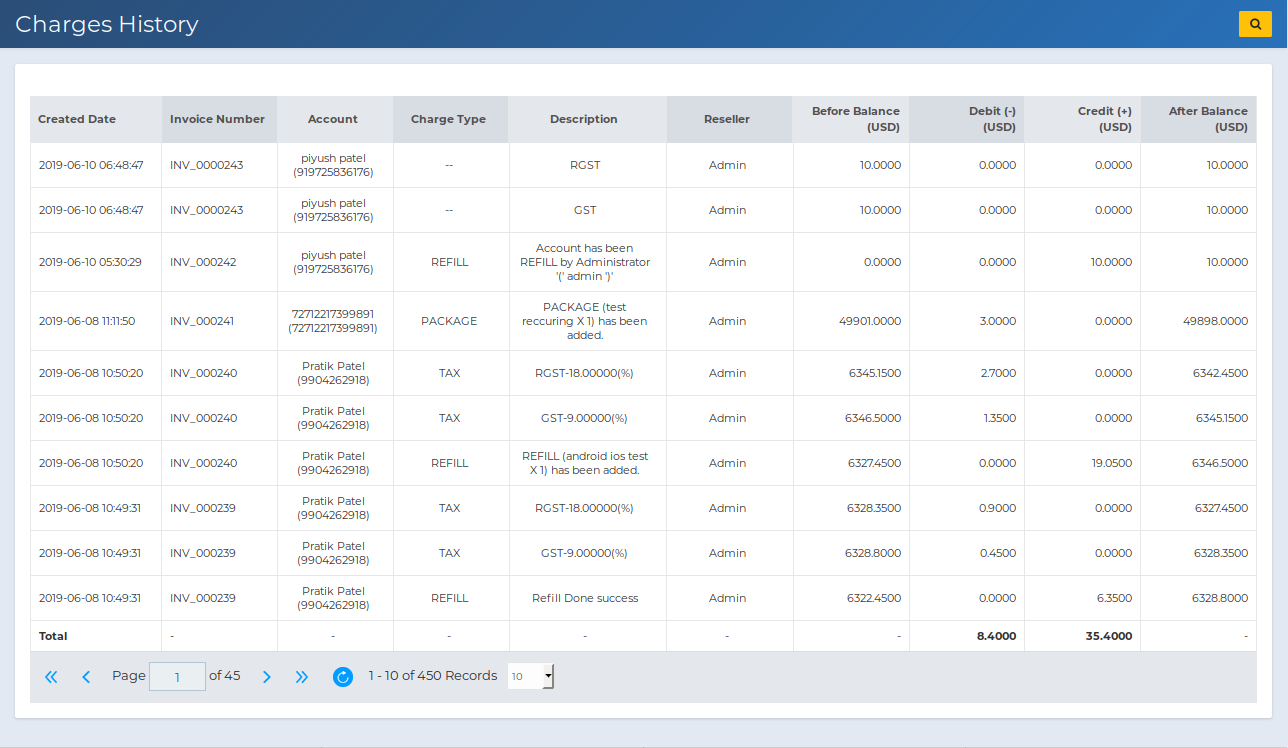 Charges History
Created Date Invoice Number Account Charge Type Description Reseller Before Balance (USD) Debit (-) (USD) Credit (+) (USD) After Balance (USD)
2019-06-10 06:48:47 INV_0000243 piyush patel (919725836176) -- RGST Admin 10.0000 0.0000 0.0000 10.0000
2019-06-10 06:48:47 INV_0000243 piyush patel (919725836176) -- GST Admin 10.0000 0.0000 0.0000 10.0000
2019-06-10 05:30:29 INV_000242 piyush patel (919725836176) REFILL Account has been REFILL by Administrator '(' admin ')' Admin 0.0000 0.0000 10.0000 10.0000
2019-06-08 11:11:50 INV_000241 72712217399891 (72712217399891) PACKAGE PACKAGE (test reccuring X 1) has been added. Admin 49901.0000 3.0000 0.0000 49898.0000
2019-06-08 10:50:20 INV_000240 Pratik Patel (9904262918) TAX RGST-18.00000(%) Admin 6345.1500 2.7000 0.0000 6342.4500
2019-06-08 10:50:20 INV_000240 Pratik Patel (9904262918) TAX GST-9.00000(%) Admin 6346.5000 1.3500 0.0000 6345.1500
2019-06-08 10:50:20 INV_000240 Pratik Patel (9904262918) REFILL REFILL (android ios test X 1) has been added. Admin 6327.4500 0.0000 19.0500 6346.5000
2019-06-08 10:49:31 INV_000239 Pratik Patel (9904262918) TAX RGST-18.00000(%) Admin 6328.3500 0.9000 0.0000 6327.4500
2019-06-08 10:49:31 INV_000239 Pratik Patel (9904262918) TAX GST-9.00000(%) Admin 6328.8000 0.4500 0.0000 6328.3500
2019-06-08 10:49:31 INV_000239 Pratik Patel (9904262918) REFILL Refill Done success Admin 6322.4500 0.0000 6.3500 6328.8000
Total - - - - - - 8.4000 35.4000 -
Page 1 of 45 1 - 10 of 450 Records 10